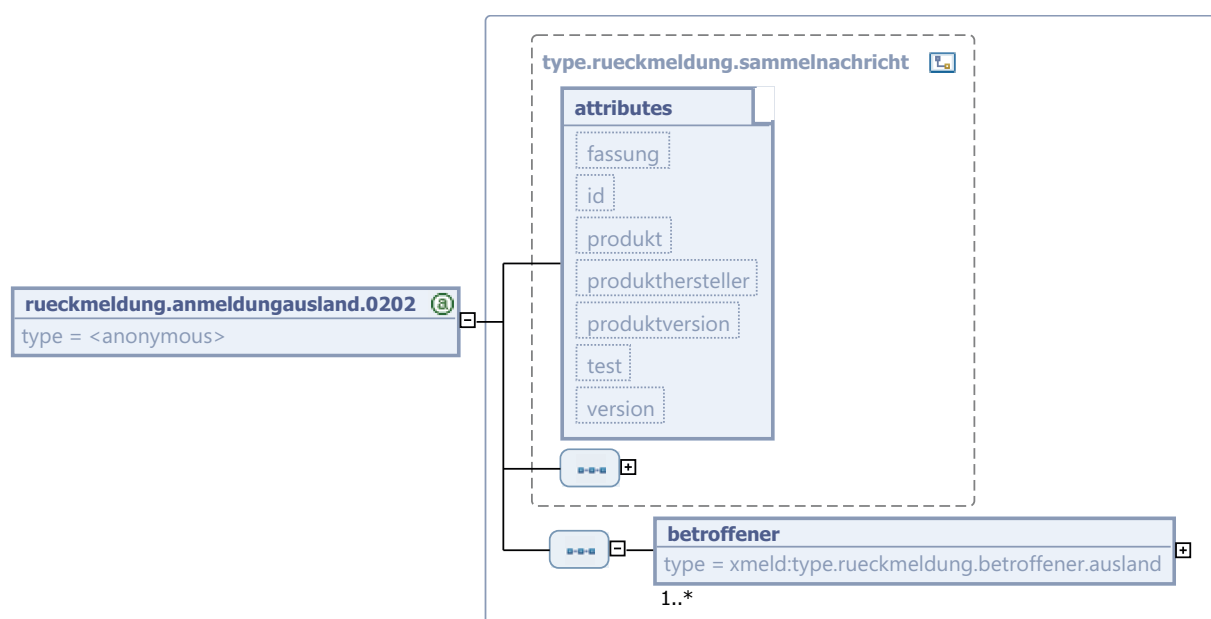 type.rueckmeldung.sammelnachricht
attributes
fassung
id
produkt
produkthersteller
produktversion
test
version
rueckmeldung.anmeldungausland.0202
type = <anonymous>
betroffener
type = xmeld:type.rueckmeldung.betroffener.ausland
1..*